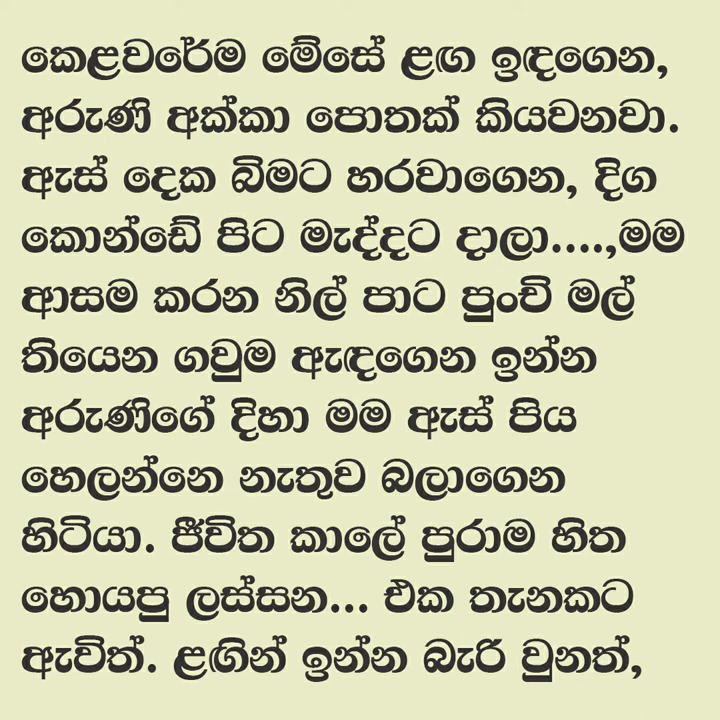 කෙළවරේම මේසේ ළඟ ඉඳගෙන,
අරුණි අක්කා පොතක් කියවනවා.
ඇස් දෙක බිමට හරවාගෙන, දිග
කොන්ඩේ පිට මැද්දට දාලා....,මම
ආසම කරන නිල් පාට පුංචි මල්
තියෙන ගවුම ඇඳගෙන ඉන්න
අරුණිගේ දිහා මම ඇස් පිය
හෙලන්නෙ නැතුව බලාගෙන
හිටියා. ජීවිත කාලේ පුරාම හිත
හොයපු ලස්සන... එක තැනකට
ඇවිත්. ළඟින් ඉන්න බැරි වුනත්,